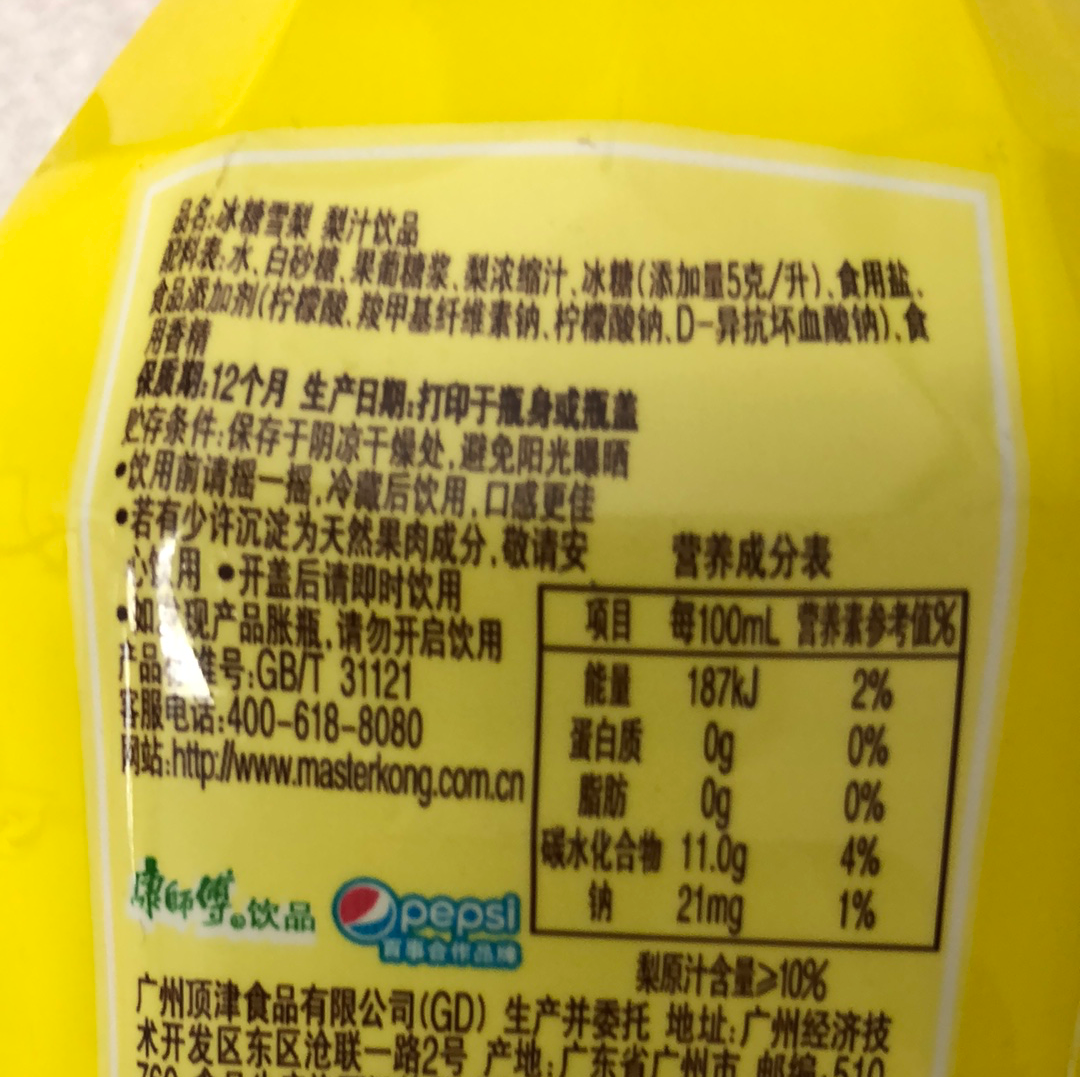 品名:冰糖雪梨 梨汁饮品
配料表:水、白砂糖、果葡糖浆、梨浓缩汁、冰糖(添加量5克/升)、食用盐、
食品添加剂(柠檬酸、羧甲基纤维素钠、柠檬酸钠、D-异抗坏血酸钠)、食
用香精
保质期:12个月 生产日期:打印于瓶身或瓶盖
贮存条件:保存于阴凉干燥处,避免阳光曝晒
•饮用前请摇一摇,冷藏后饮用,口感更佳
•若有少许沉淀为天然果肉成分,敬请安
心饮用 •开盖后请即时饮用
•如发现产品胀瓶,请勿开启饮用
产品标准号:GB/T 31121
客服电话:400-618-8080
网站:http://www.masterkong.com.cn
营养成分表
项目 每100mL 营养素参考值%
能量 187kJ 2%
蛋白质 0g 0%
脂肪 0g 0%
碳水化合物 11.0g 4%
钠 21mg 1%
梨原汁含量≥10%
康师傅。饮品
pepsi
百事合作品牌
广州顶津食品有限公司(GD) 生产并委托 地址:广州经济技
术开发区东区沧联一路2号 产地:广东省广州市 邮编:510